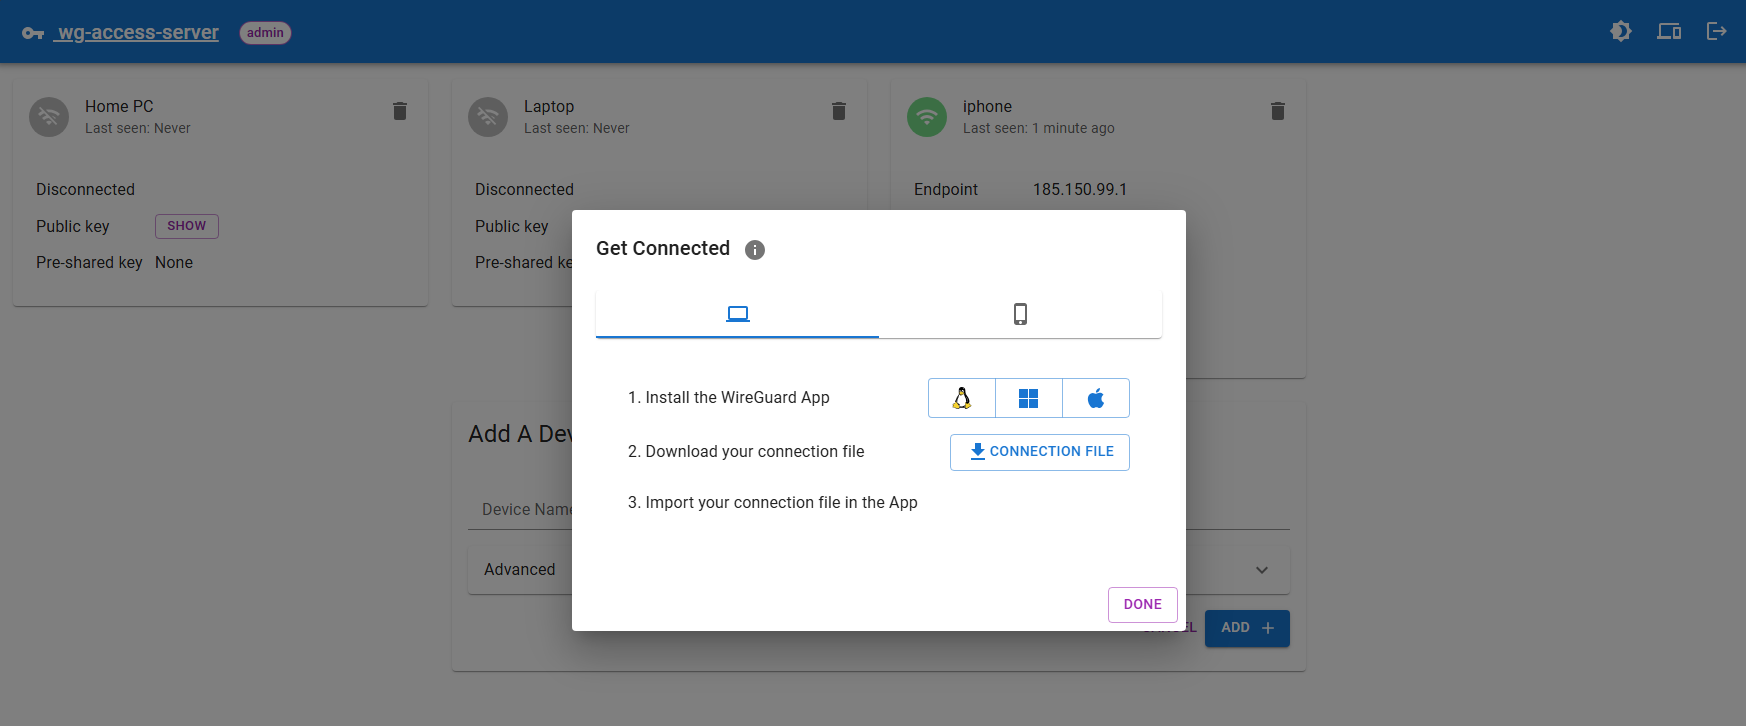 wg-access-server admin
Home PC
Last seen: Never
Disconnected
Public key SHOW
Pre-shared key None
Laptop
Last seen: Never
Disconnected
Public key
Pre-shared
iphone
Last seen: 1 minute ago
Endpoint 185.150.99.1
Add A
Device Name
Advanced
ADD
Get Connected
1. Install the WireGuard App
2. Download your connection file CONNECTION FILE
3. Import your connection file in the App
DONE